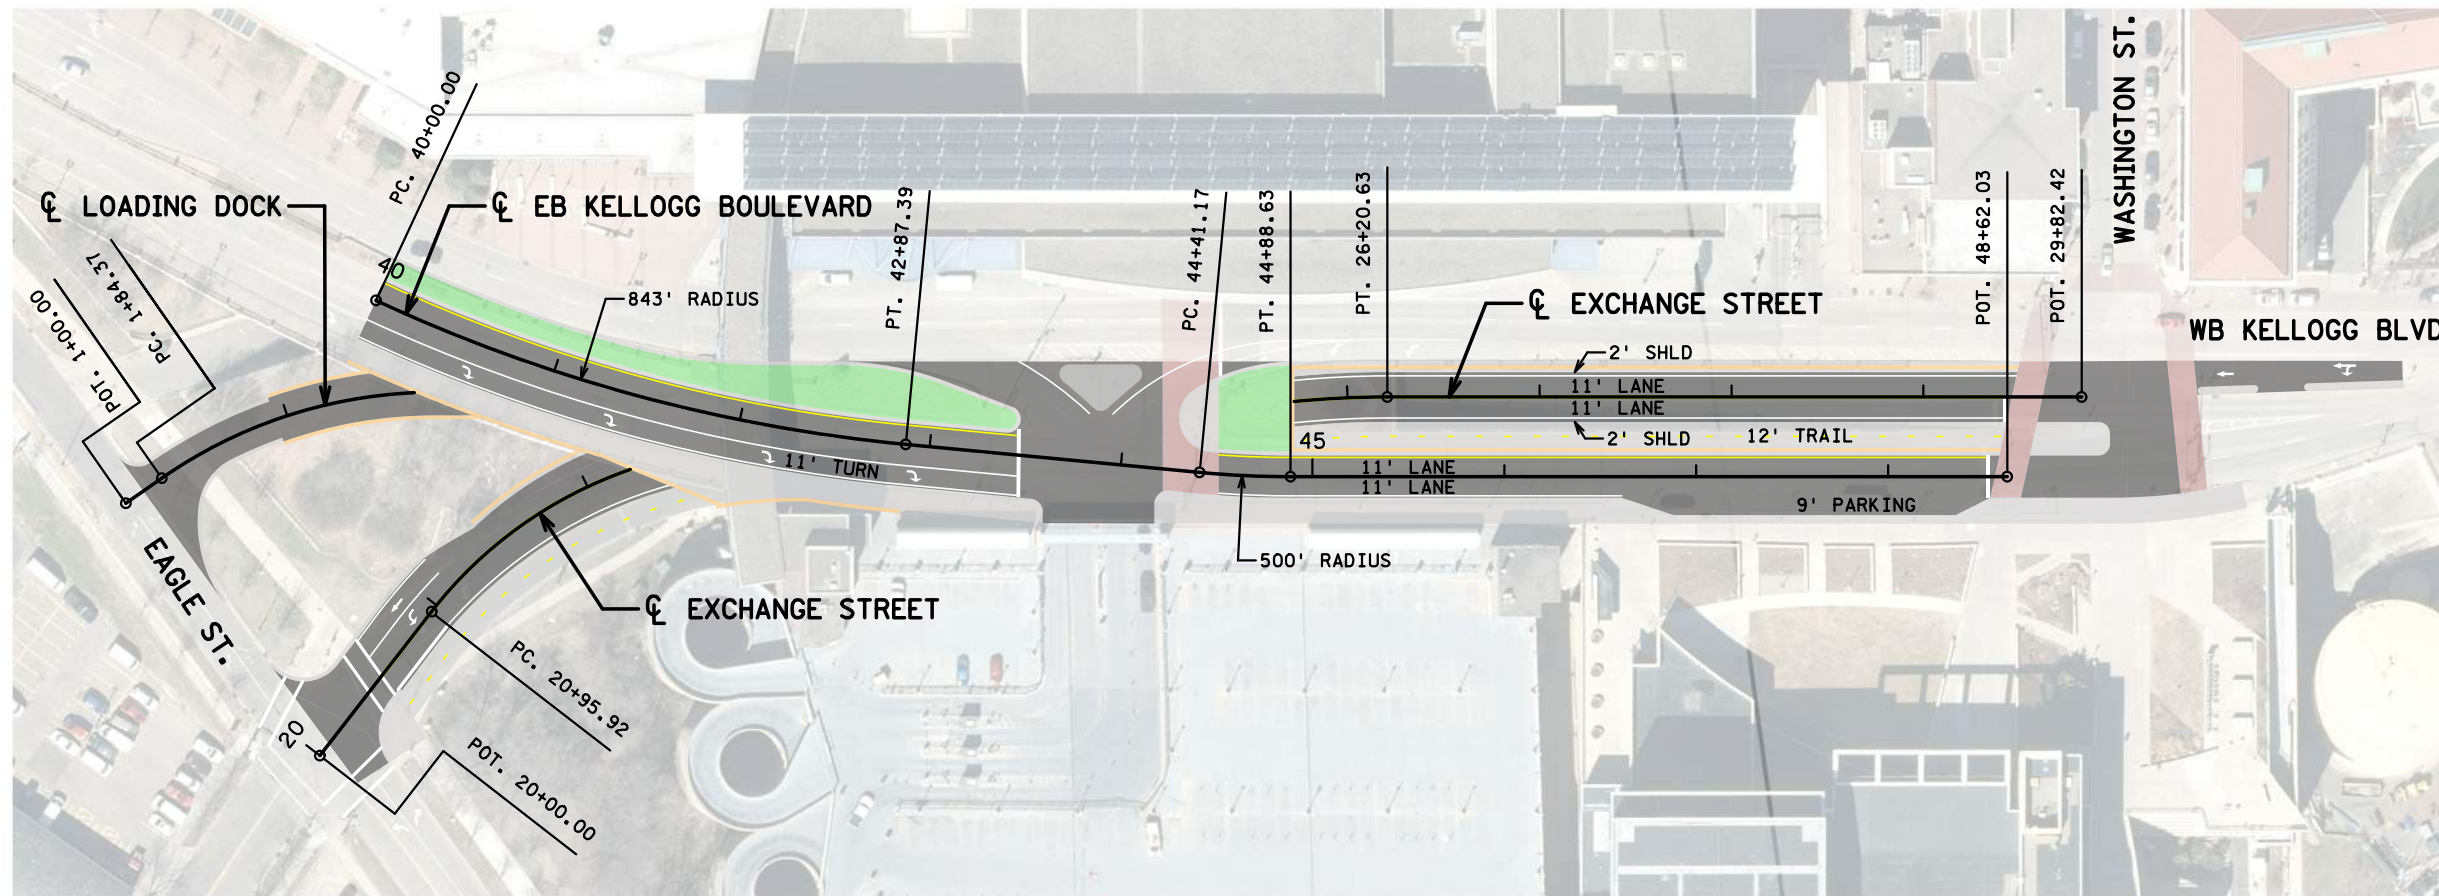 WASHINGTON ST.
PC. 40+00.00
℄ LOADING DOCK
℄ EB KELLOGG BOULEVARD
PT. 42+87.39
PC. 44+41.17
PT. 44+88.63
PT. 26+20.63
POT. 48+62.03
POT. 29+82.42
PC. 1+84.37
POT. 1+00.00
40
843' RADIUS
℄ EXCHANGE STREET
WB KELLOGG BLVD
2' SHLD
11' LANE
11' LANE
2' SHLD
12' TRAIL
45
11' TURN
11' LANE
11' LANE
9' PARKING
500' RADIUS
EAGLE ST.
℄ EXCHANGE STREET
PC. 20+95.92
20
POT. 20+00.00